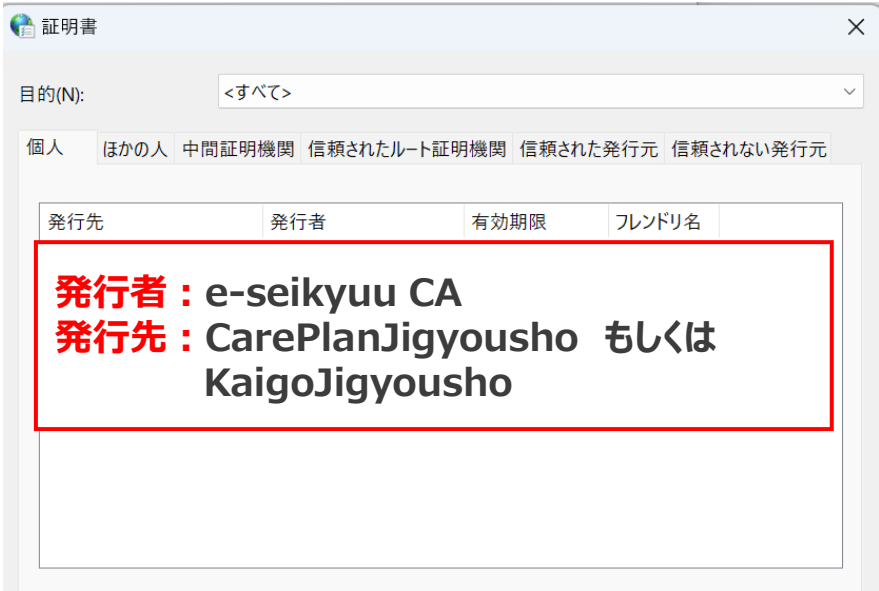 証明書
目的(N): <すべて>
個人 ほかの人 中間証明機関 信頼されたルート証明機関 信頼された発行元 信頼されない発行元
発行先 発行者 有効期限 フレンドリ名
発行者：e-seikyuu CA
発行先：CarePlanJigyousho もしくは
KaigoJigyousho